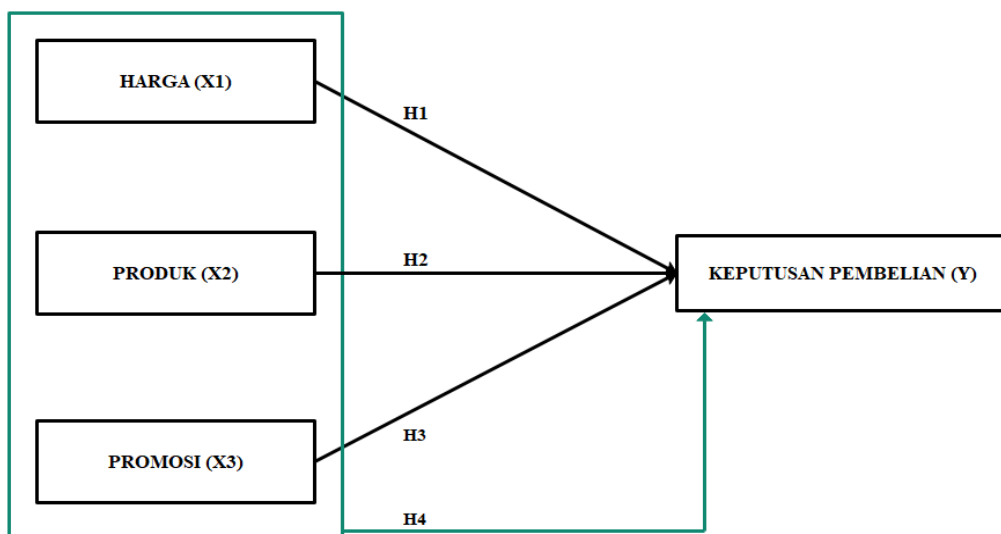 HARGA (X1)
H1
PRODUK (X2)
H2
KEPUTUSAN PEMBELIAN (Y)
H3
PROMOSI (X3)
H4